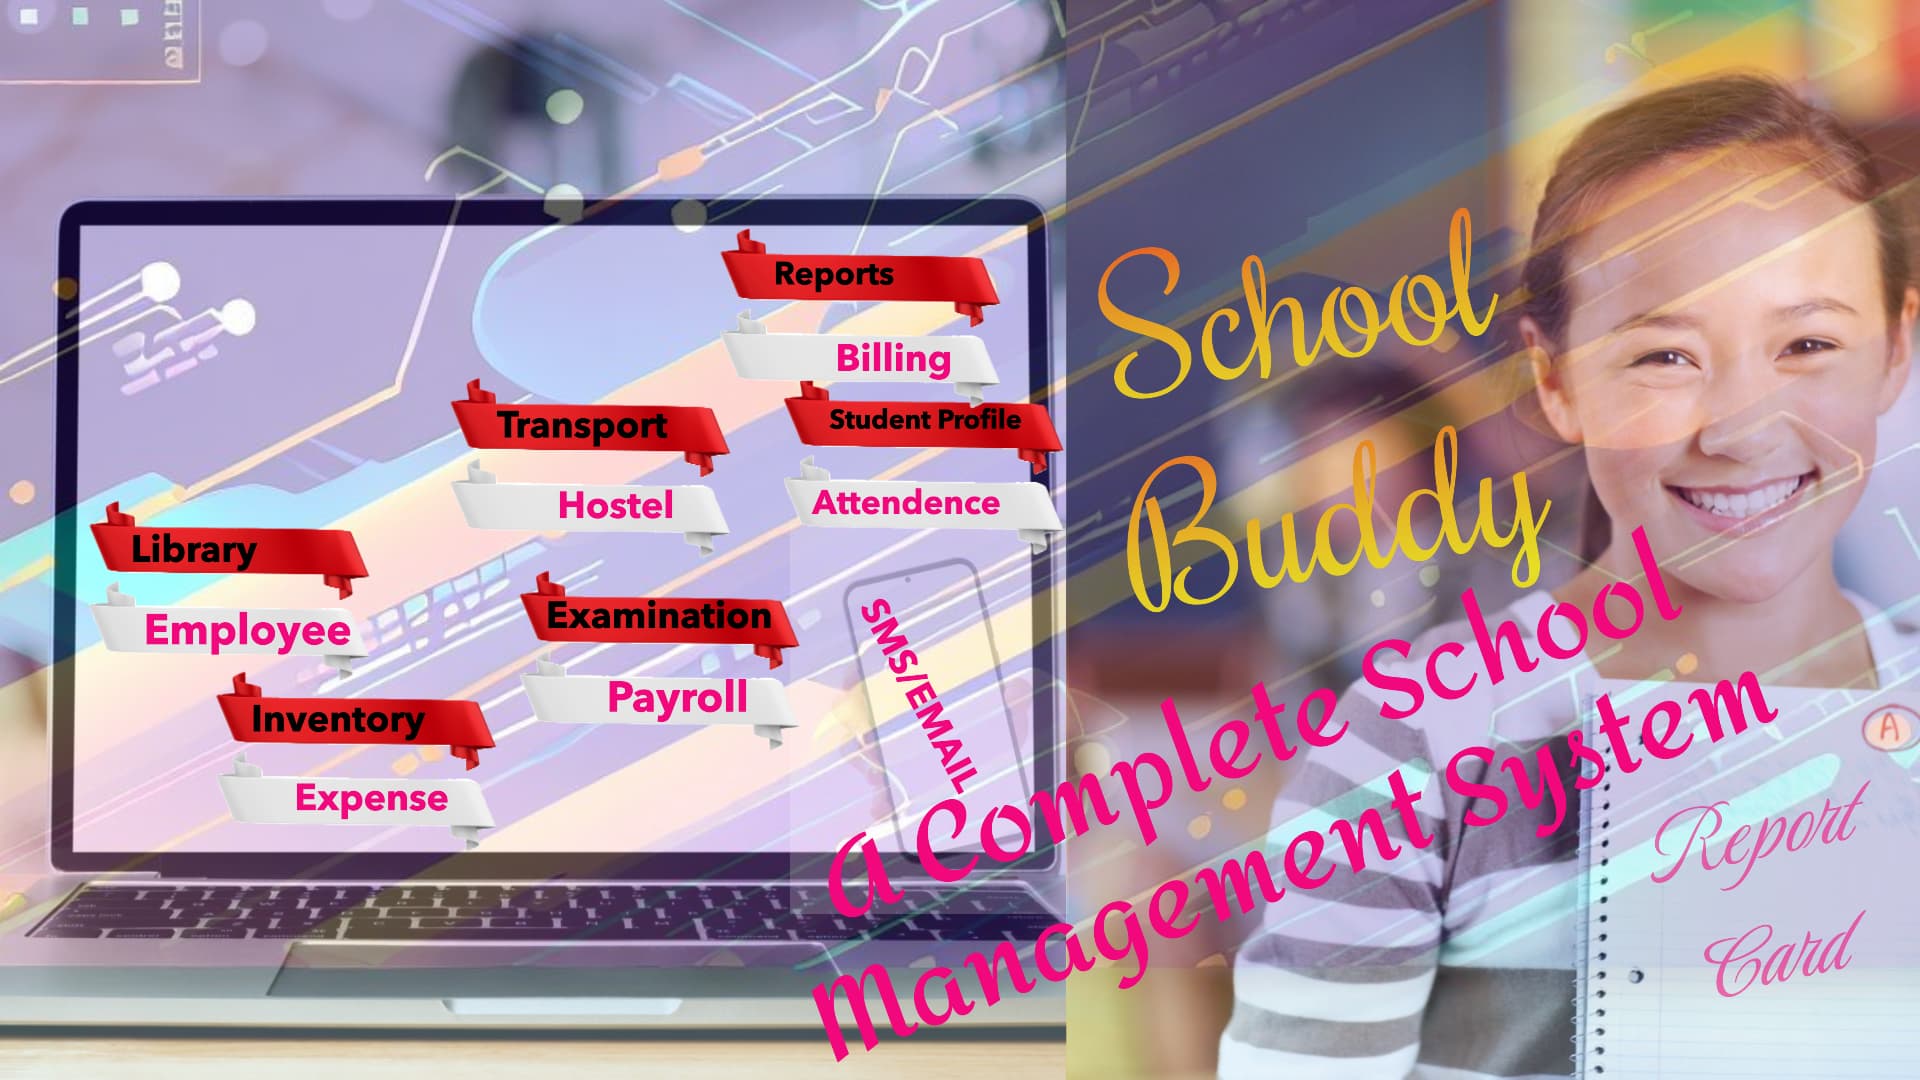 Reports
Billing
Transport
Student Profile
Hostel
Attendence
Library
Employee
Examination
Payroll
Inventory
Expense
SMS/EMAIL
School
Buddy
A Complete School
Management System
A
Report
Card